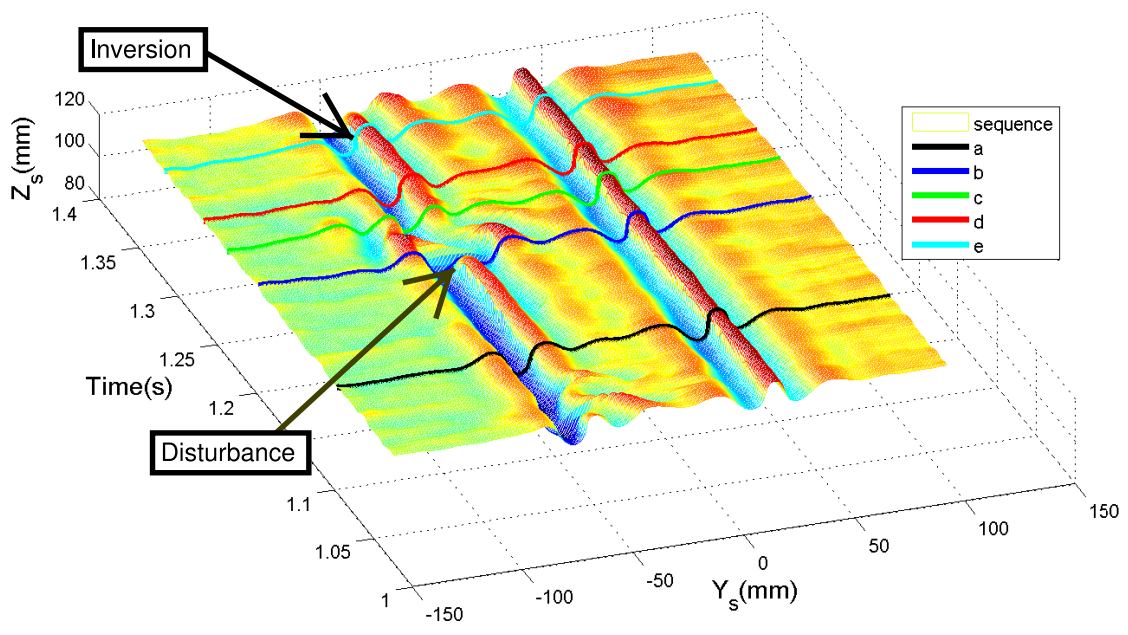 Inversion
Disturbance
Z_s(mm)
120
100
80
1.4
1.35
1.3
1.25
1.2
1.1
1.05
1
Time(s)
-150
-100
-50
0
50
100
150
Y_s(mm)
sequence
a
b
c
d
e